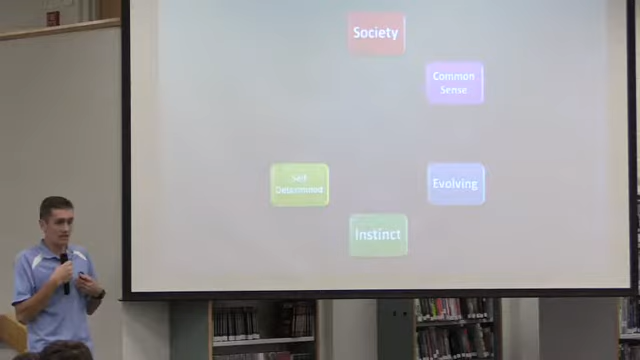 Society
Common
Sense
Self
Determined
Evolving
Instinct